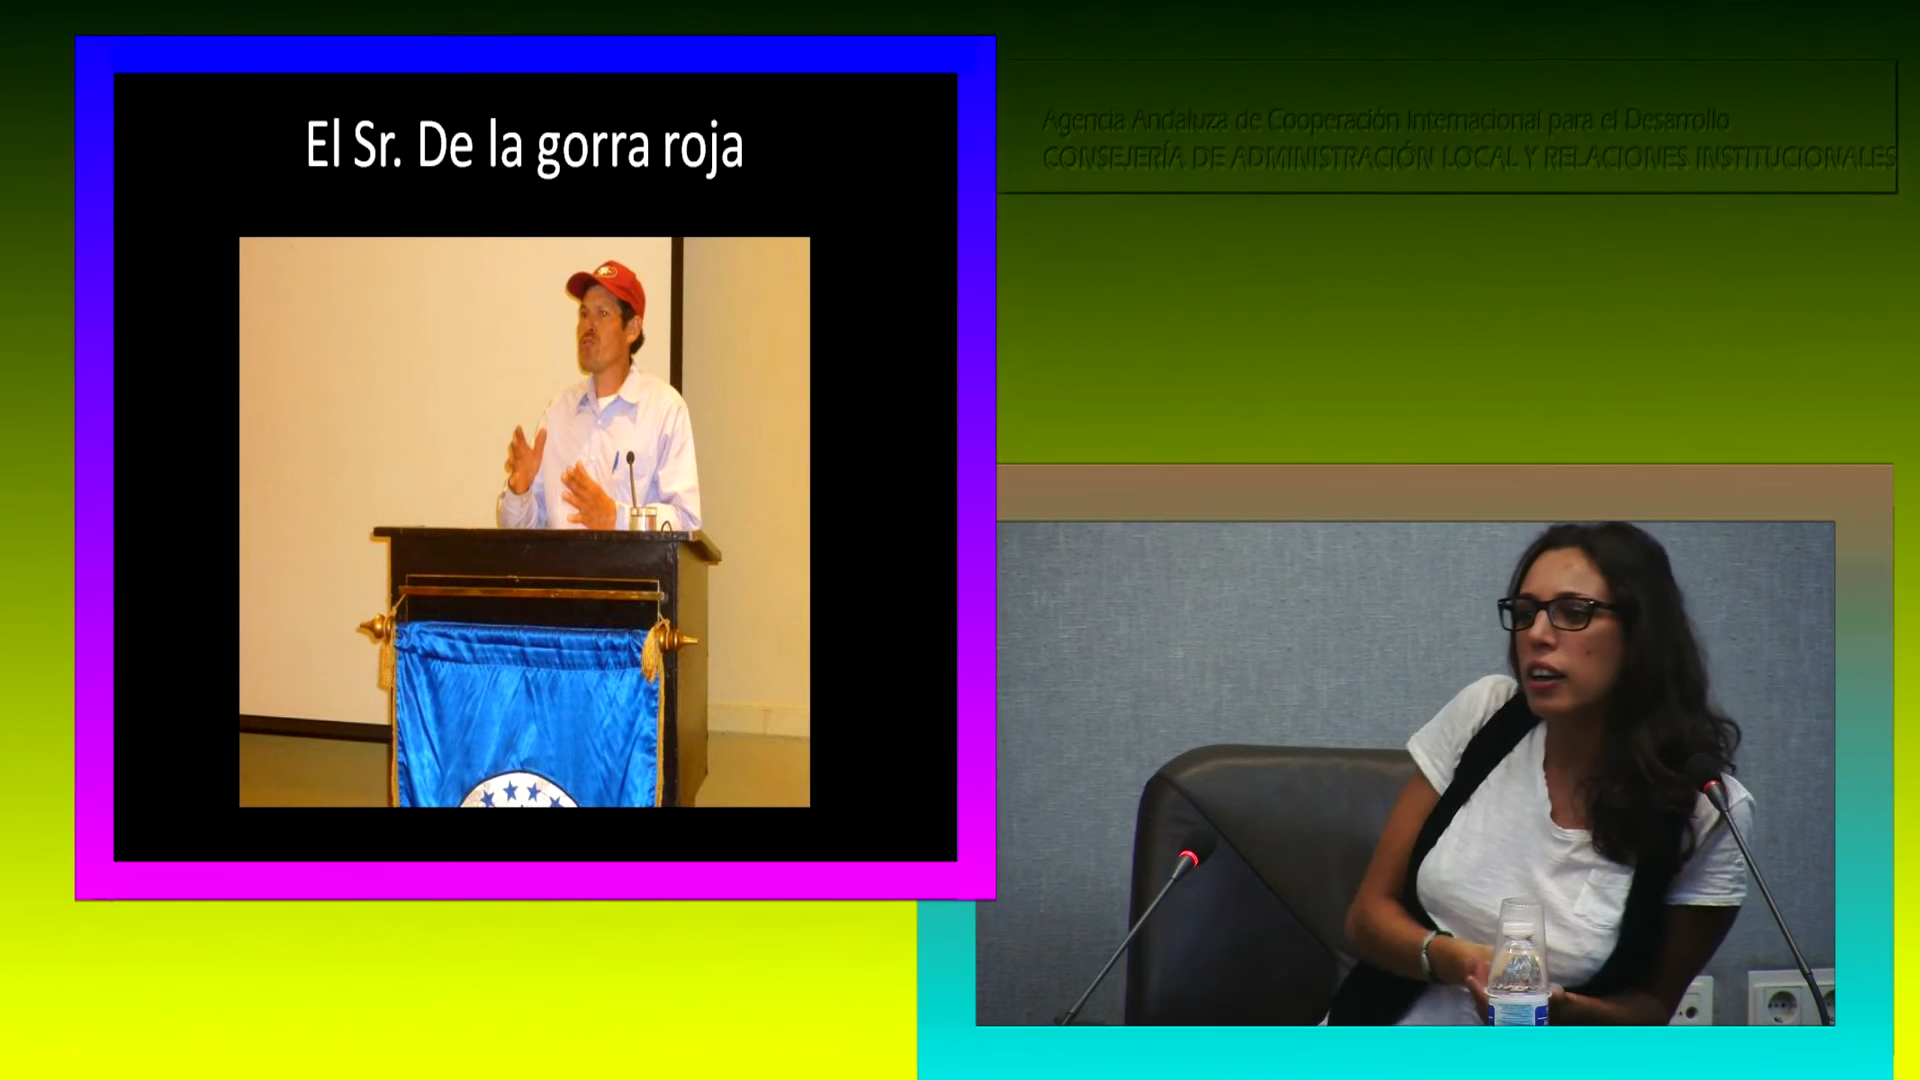 El Sr. De la gorra roja
Agencia Andaluza de Cooperación Internacional para el Desarrollo
CONSEJERÍA DE ADMINISTRACIÓN LOCAL Y RELACIONES INSTITUCIONALES